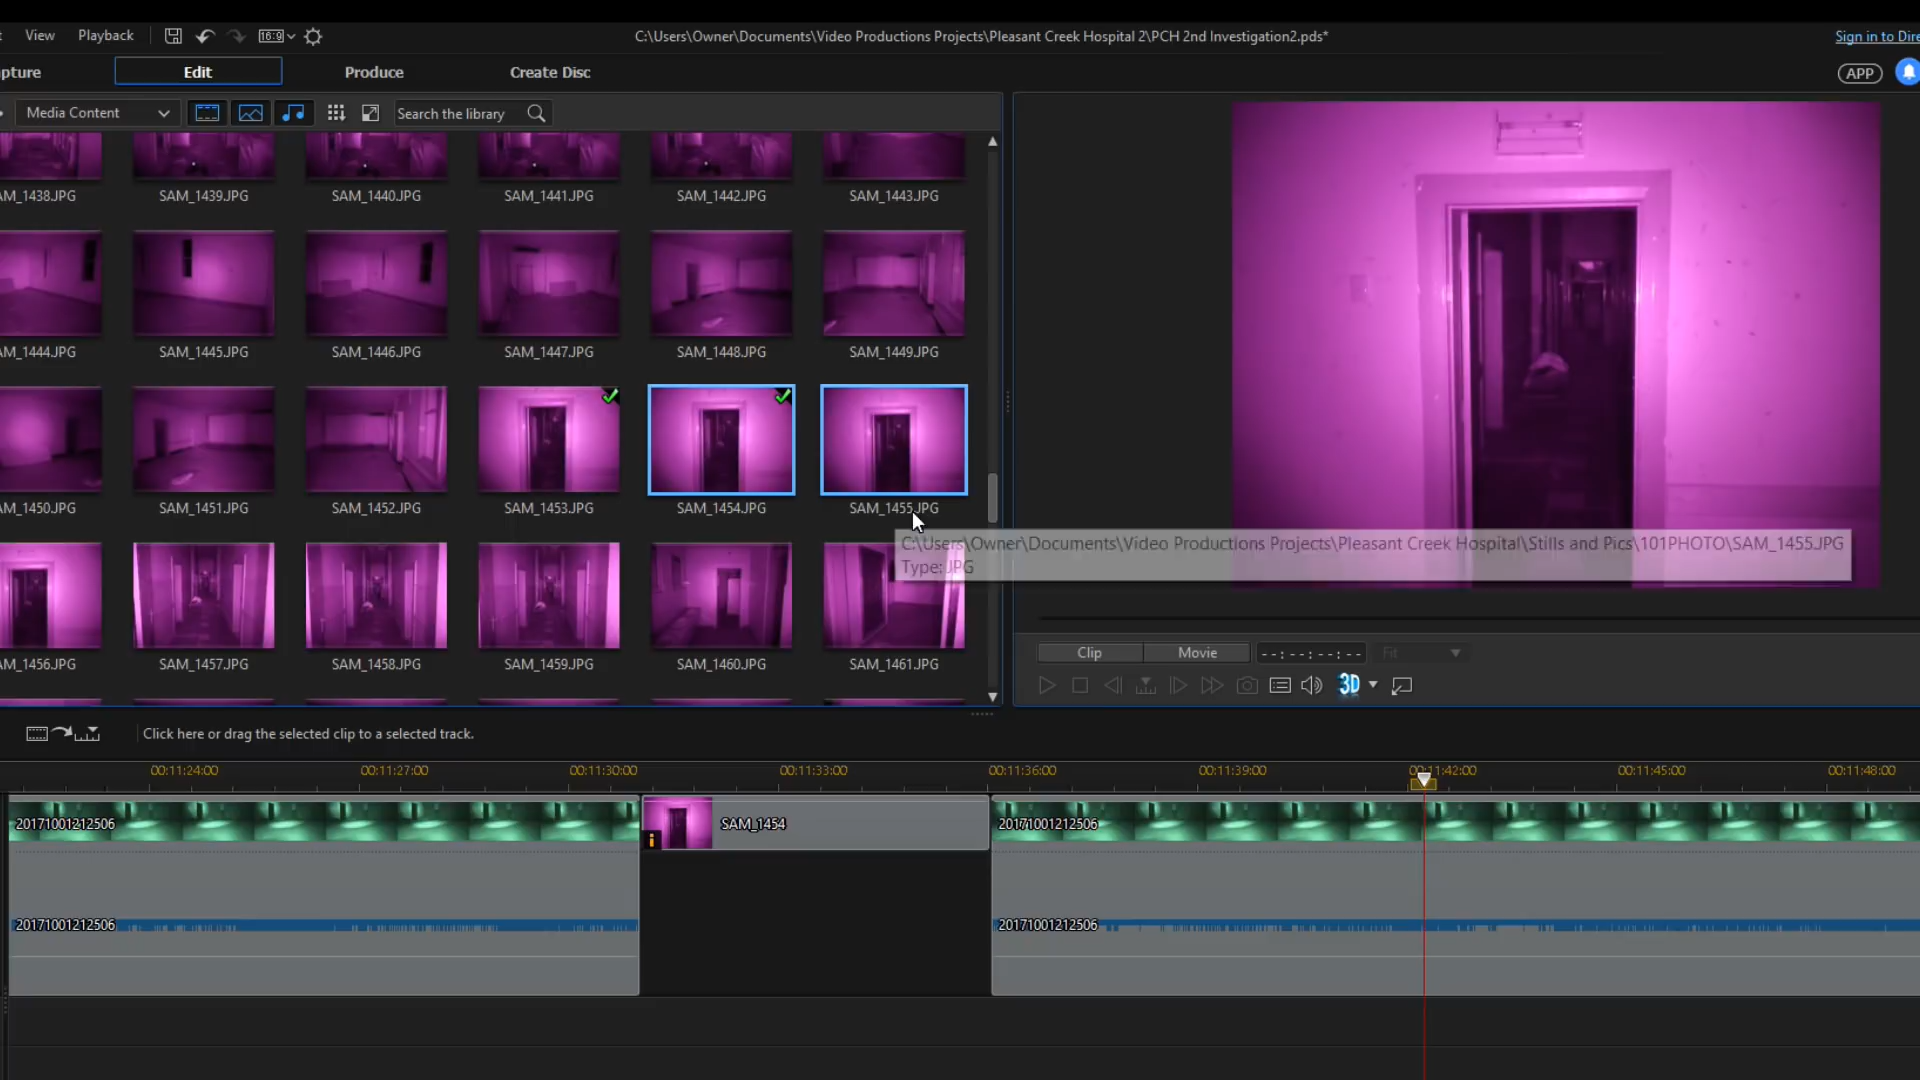 View Playback 16:9 C:\Users\Owner\Documents\Video Productions Projects\Pleasant Creek Hospital 2\PCH 2nd Investigation2.pds* Sign in to Dire
pture Edit Produce Create Disc APP
Media Content Search the library
AM_1438.JPG SAM_1439.JPG SAM_1440.JPG SAM_1441.JPG SAM_1442.JPG SAM_1443.JPG
AM_1444.JPG SAM_1445.JPG SAM_1446.JPG SAM_1447.JPG SAM_1448.JPG SAM_1449.JPG
AM_1450.JPG SAM_1451.JPG SAM_1452.JPG SAM_1453.JPG SAM_1454.JPG SAM_1455.JPG
C:\Users\Owner\Documents\Video Productions Projects\Pleasant Creek Hospital\Stills and Pics\101PHOTO\SAM_1455.JPG
Type: JPG
AM_1456.JPG SAM_1457.JPG SAM_1458.JPG SAM_1459.JPG SAM_1460.JPG SAM_1461.JPG
Clip Movie --:--:--:-- Fit
3D
Click here or drag the selected clip to a selected track.
00:11:24:00 00:11:27:00 00:11:30:00 00:11:33:00 00:11:36:00 00:11:39:00 00:11:42:00 00:11:45:00 00:11:48:00
20171001212506 SAM_1454 20171001212506
20171001212506 20171001212506